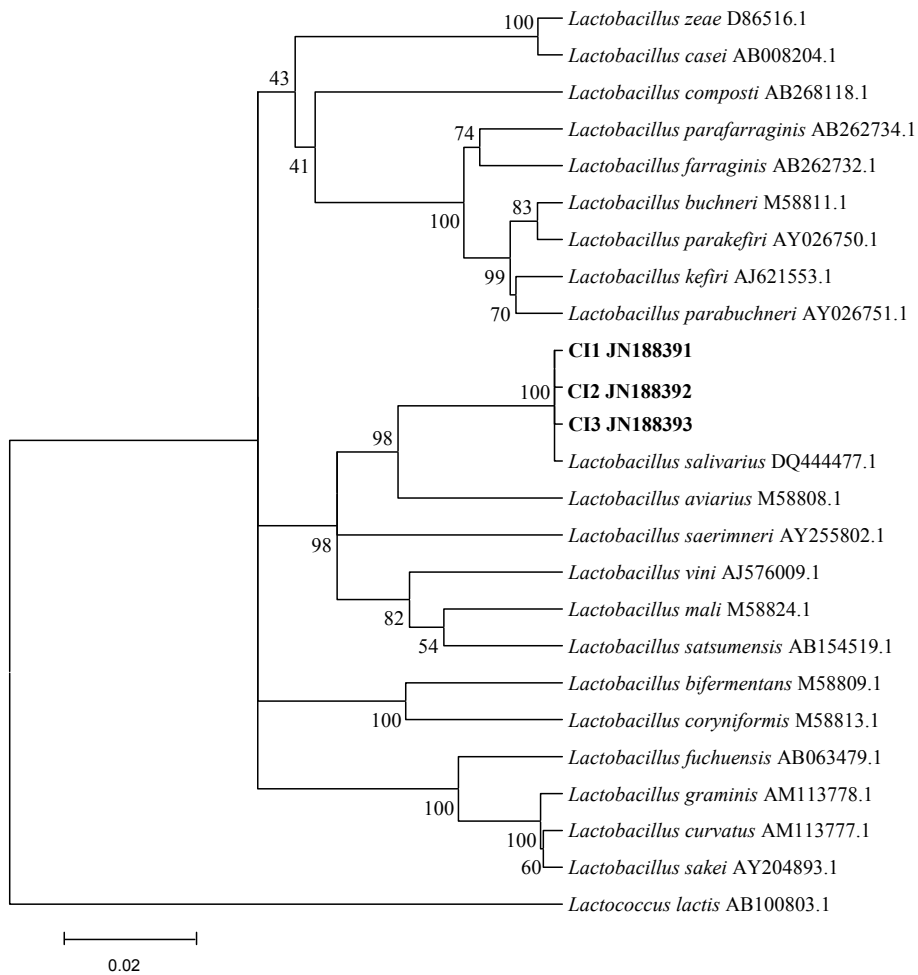 100
Lactobacillus zeae D86516.1
Lactobacillus casei AB008204.1
43
Lactobacillus composti AB268118.1
41
74
Lactobacillus parafarraginis AB262734.1
Lactobacillus farraginis AB262732.1
100
83
Lactobacillus buchneri M58811.1
Lactobacillus parakefiri AY026750.1
99
Lactobacillus kefiri AJ621553.1
70
Lactobacillus parabuchneri AY026751.1
CI1 JN188391
100
CI2 JN188392
CI3 JN188393
98
Lactobacillus salivarius DQ444477.1
Lactobacillus aviarius M58808.1
98
Lactobacillus saerimneri AY255802.1
Lactobacillus vini AJ576009.1
82
Lactobacillus mali M58824.1
54
Lactobacillus satsumensis AB154519.1
Lactobacillus bifermentans M58809.1
100
Lactobacillus coryniformis M58813.1
Lactobacillus fuchuensis AB063479.1
100
Lactobacillus graminis AM113778.1
100
Lactobacillus curvatus AM113777.1
60
Lactobacillus sakei AY204893.1
Lactococcus lactis AB100803.1
0.02